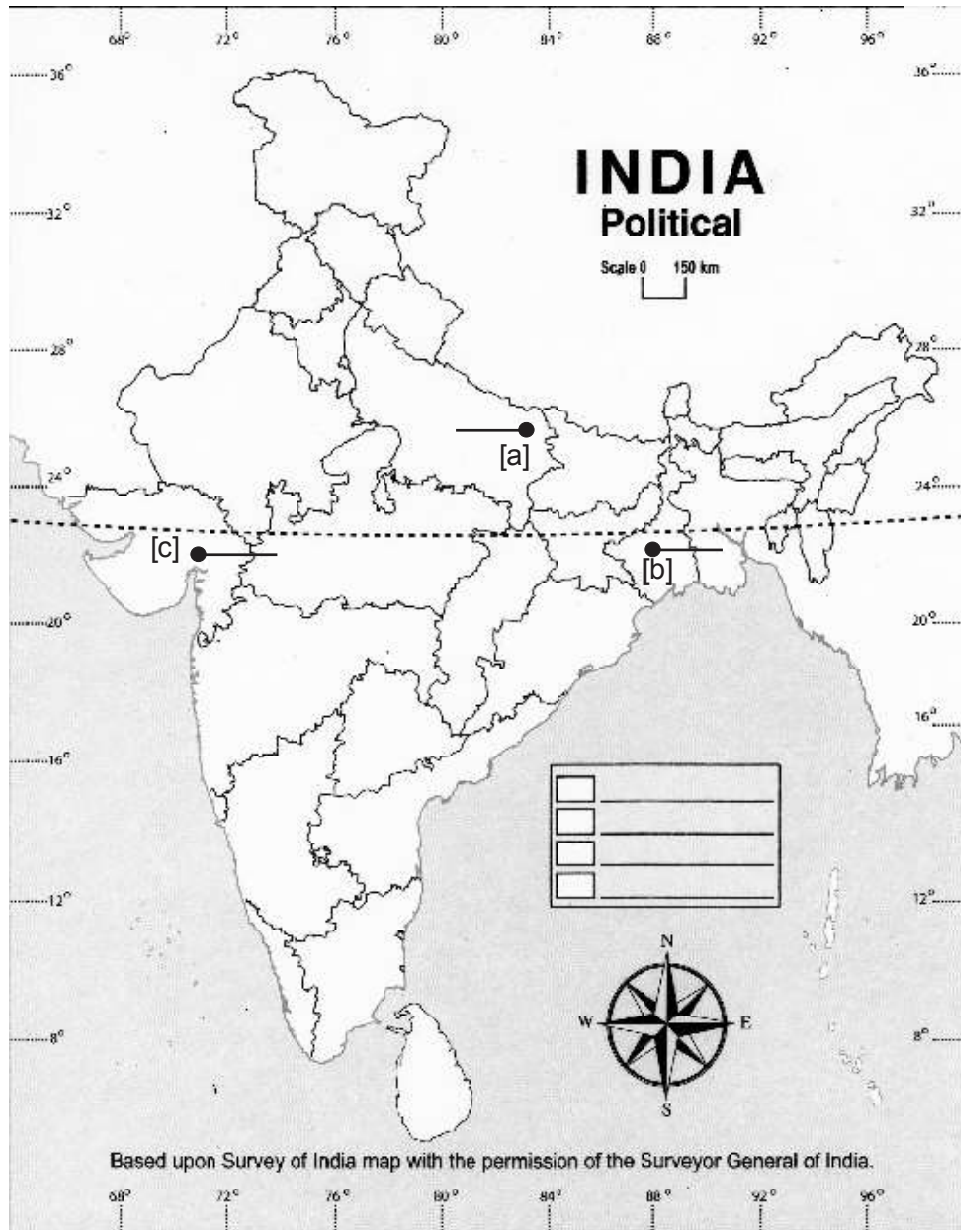 68° 72° 76° 80° 84° 88° 92° 96°
36° 36°
INDIA
Political
32° 32°
Scale 0 150 km
28° 28°
[a]
24° 24°
[c] [b]
20° 20°
16°
16°
12° 12°
N
W E
8° 8°
S
Based upon Survey of India map with the permission of the Surveyor General of India.
68° 72° 76° 80° 84° 88° 92° 96°